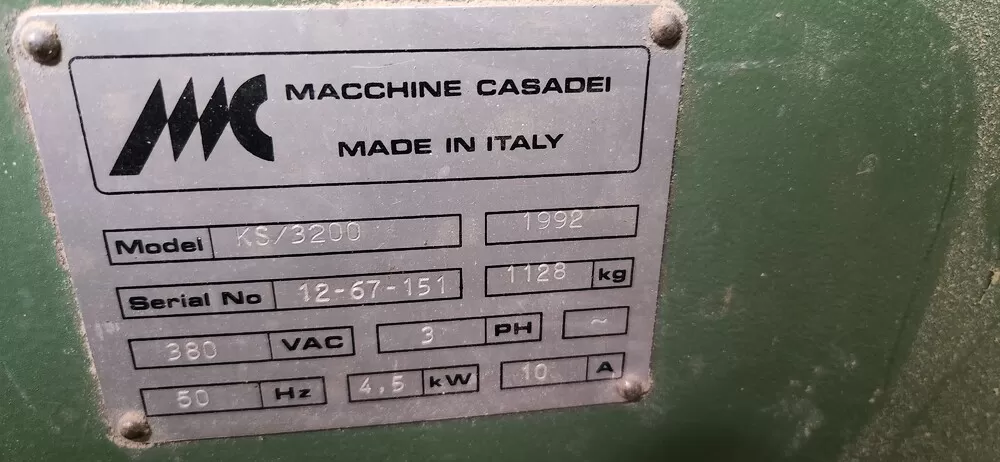 MC MACCHINE CASADEI
MADE IN ITALY
Model KS/3200 1992
Serial No 12-67-151 1128 kg
380 VAC 3 PH ~
50 Hz 4,5 kW 10 A